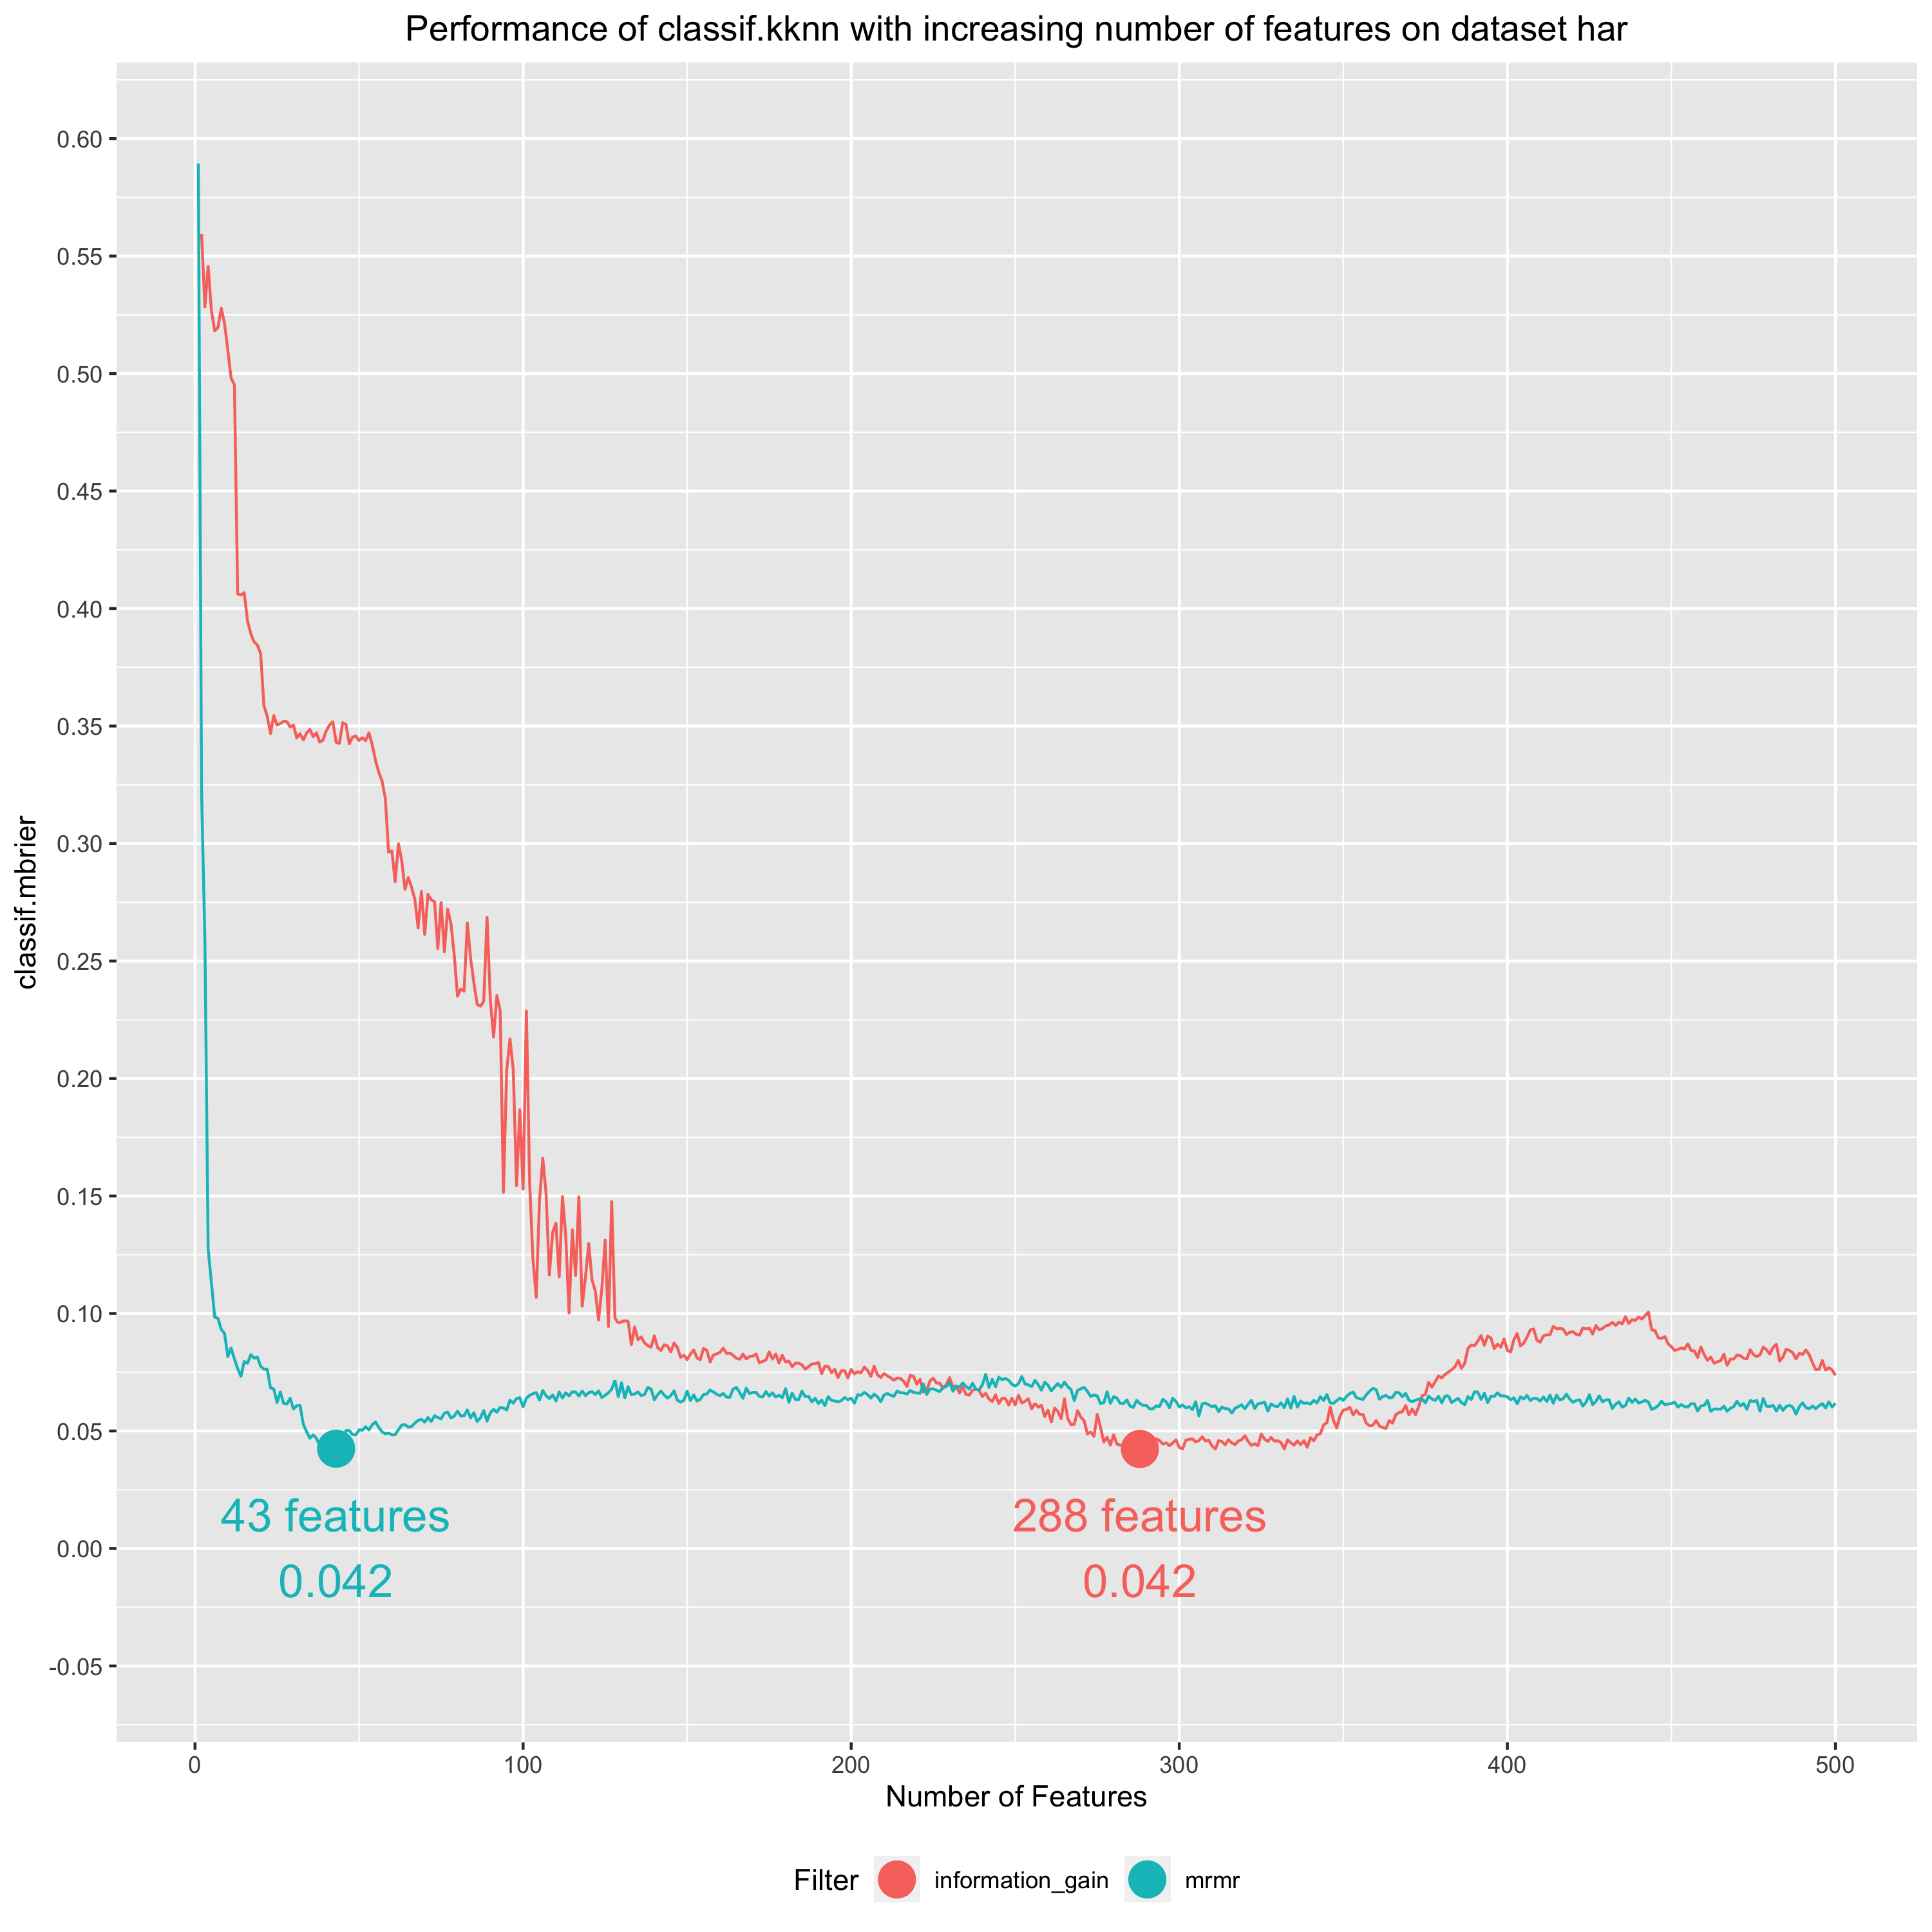 Performance of classif.kknn with increasing number of features on dataset har
classif.mbrier
0.60
0.55
0.50
0.45
0.40
0.35
0.30
0.25
0.20
0.15
0.10
0.05
0.00
-0.05
43 features
0.042
288 features
0.042
0 100 200 300 400 500
Number of Features
Filter information_gain mrmr